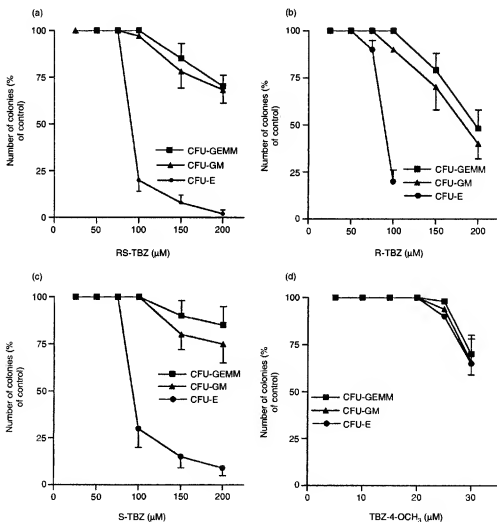 (a)
Number of colonies (%
of control)
100
75
50
25
0
CFU-GEMM
CFU-GM
CFU-E
0
50
100
150
200
RS-TBZ (μM)
(b)
Number of colonies (%
of control)
100
75
50
25
0
CFU-GEMM
CFU-GM
CFU-E
0
50
100
150
200
R-TBZ (μM)
(c)
Number of colonies (%
of control)
100
75
50
25
0
CFU-GEMM
CFU-GM
CFU-E
0
50
100
150
200
S-TBZ (μM)
(d)
Number of colonies (%
of control)
100
75
50
25
0
CFU-GEMM
CFU-GM
CFU-E
0
10
20
30
TBZ-4-OCH₃ (μM)